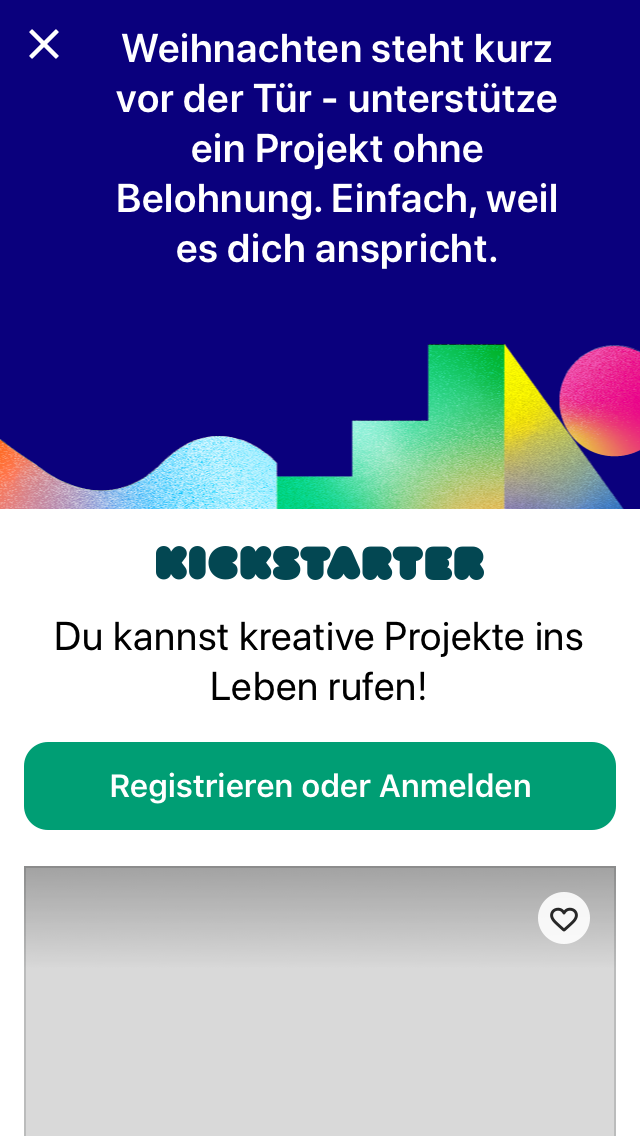 Weihnachten steht kurz
vor der Tür - unterstütze
ein Projekt ohne
Belohnung. Einfach, weil
es dich anspricht.
KICKSTARTER
Du kannst kreative Projekte ins
Leben rufen!
Registrieren oder Anmelden